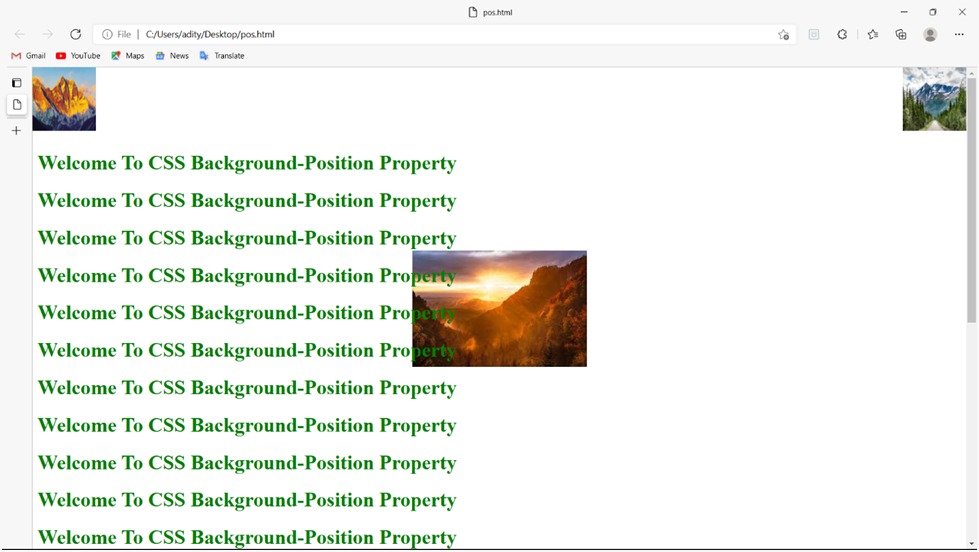 pos.html
File | C:/Users/adity/Desktop/pos.html
Gmail YouTube Maps News Translate
Welcome To CSS Background-Position Property
Welcome To CSS Background-Position Property
Welcome To CSS Background-Position Property
Welcome To CSS Background-Position Property
Welcome To CSS Background-Position Property
Welcome To CSS Background-Position Property
Welcome To CSS Background-Position Property
Welcome To CSS Background-Position Property
Welcome To CSS Background-Position Property
Welcome To CSS Background-Position Property
Welcome To CSS Background-Position Property